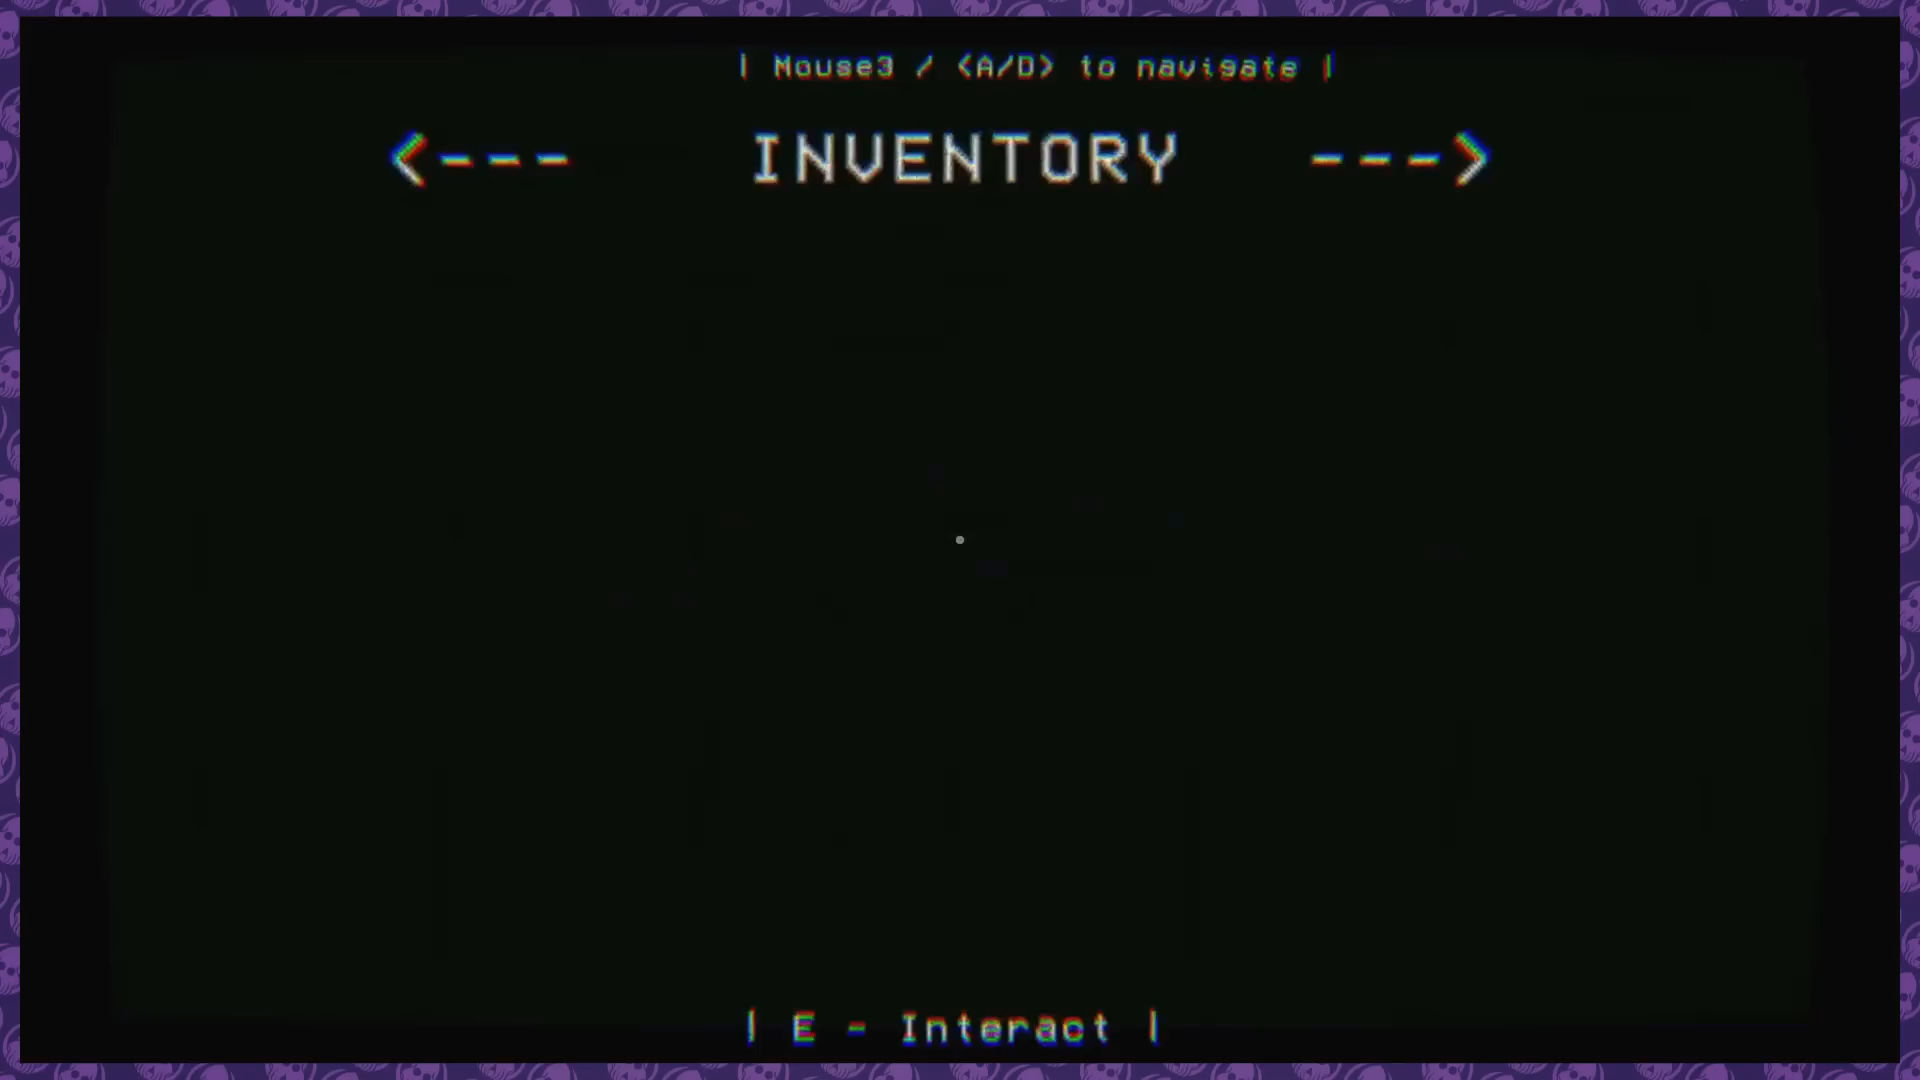 | Mouse3 / <A/D> to navigate |
<--- INVENTORY --->
| E - Interact |